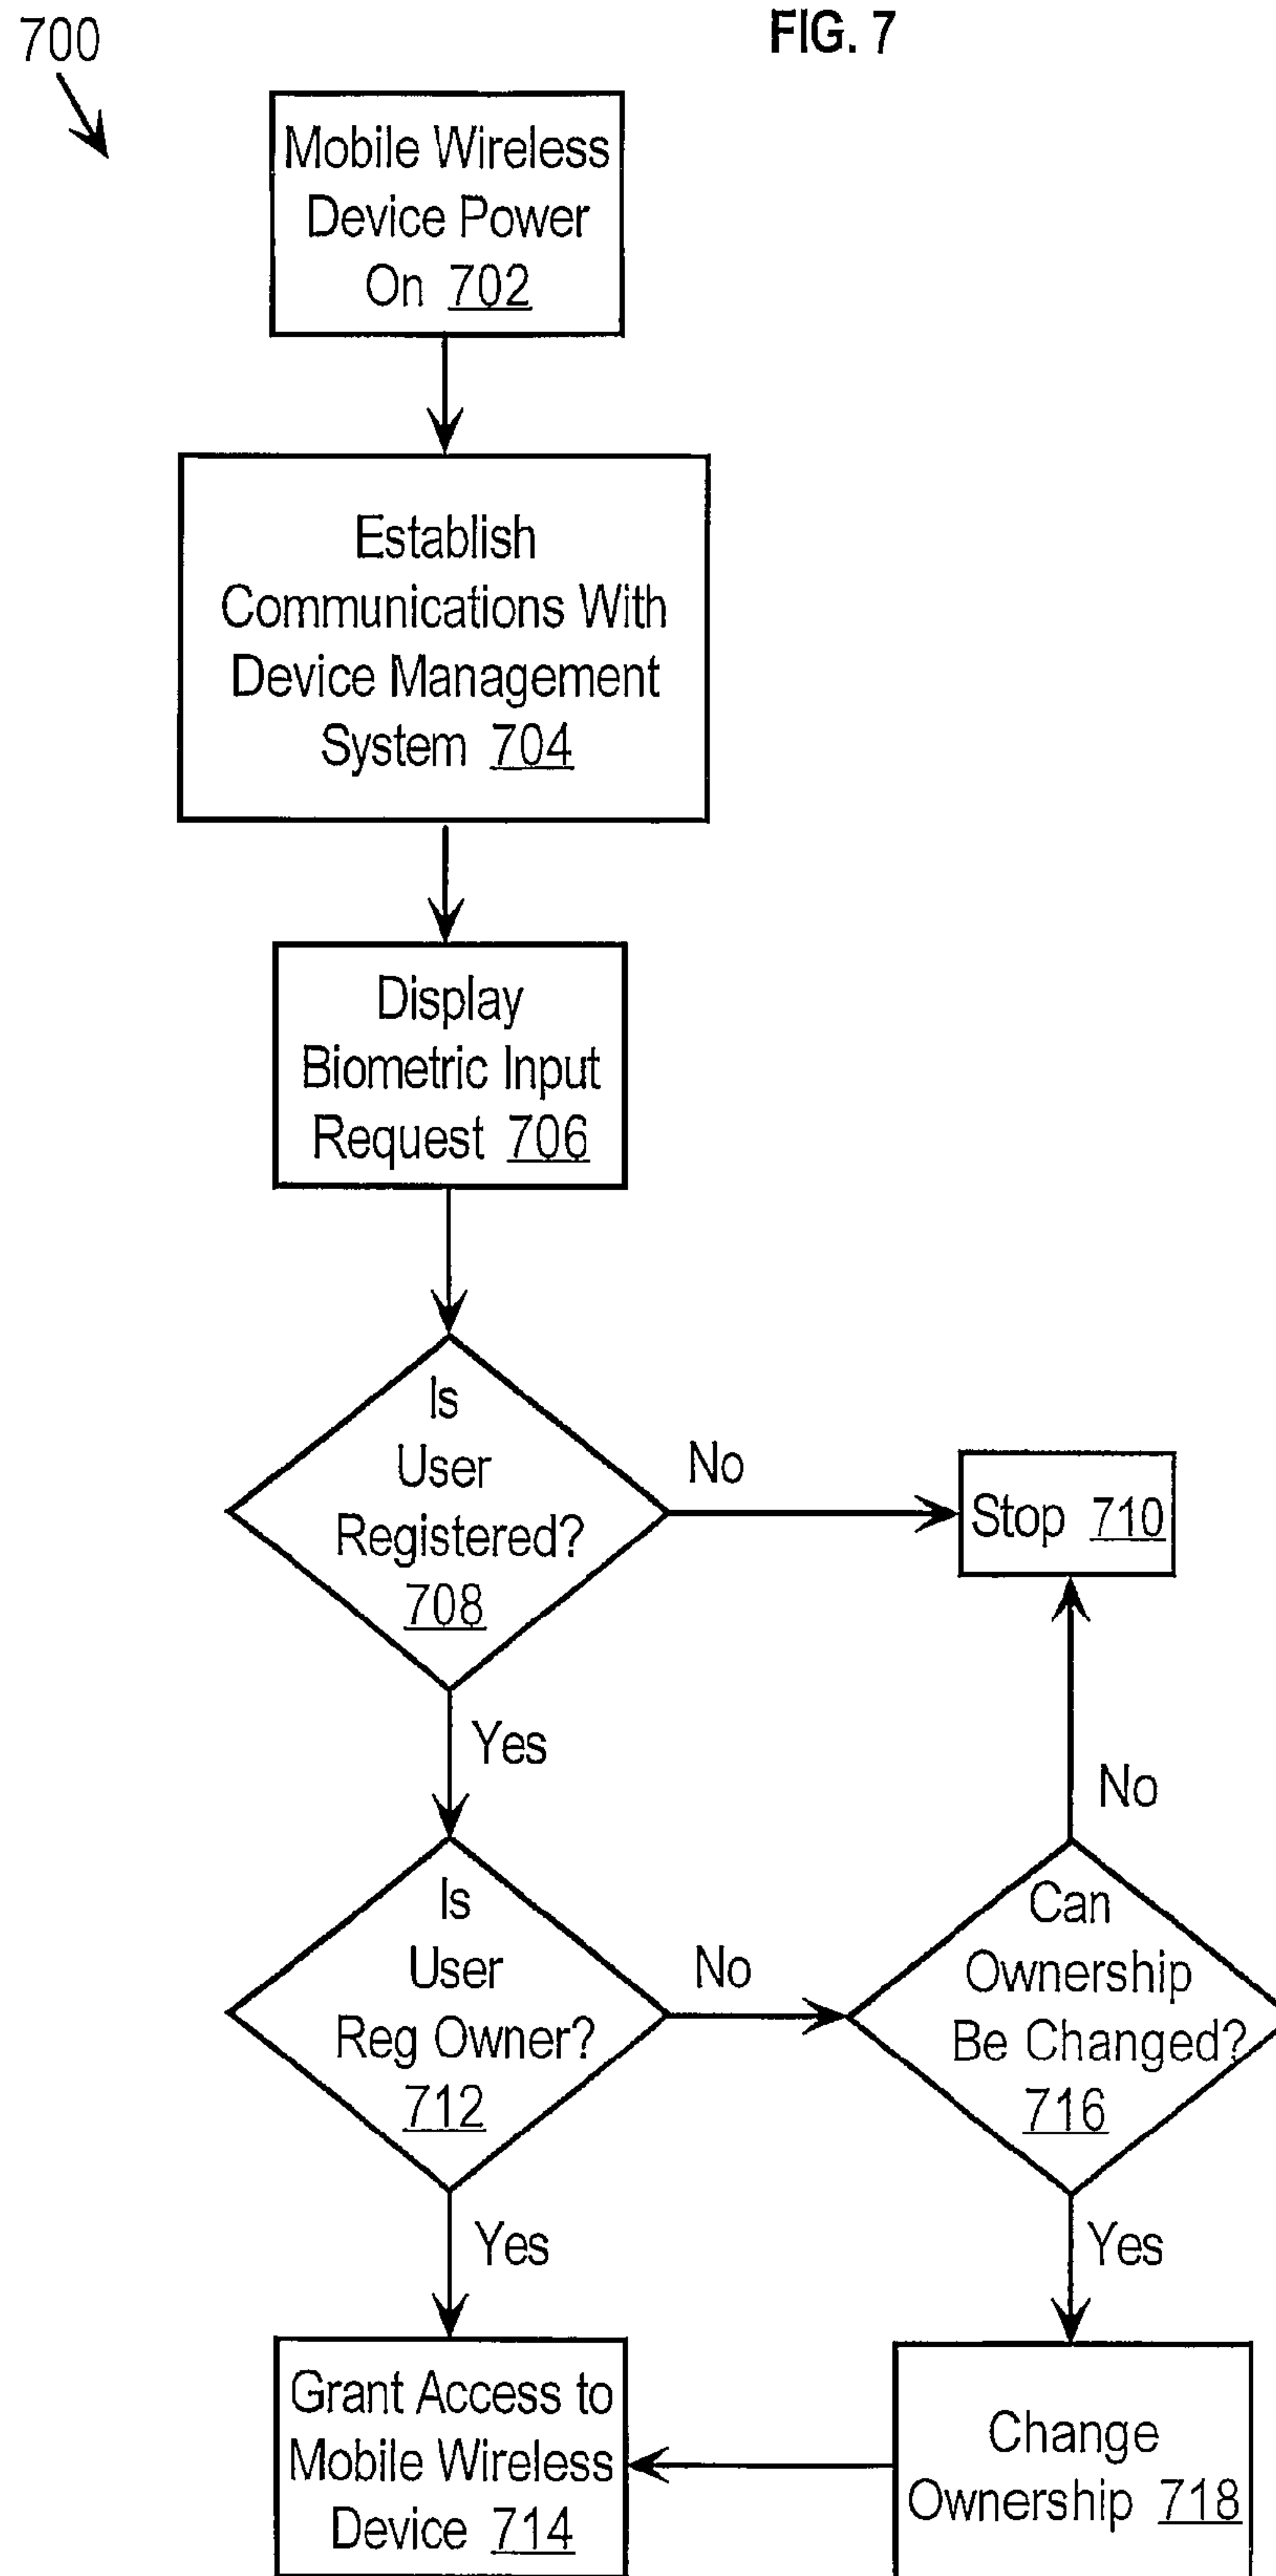 700
FIG. 7
Mobile Wireless
Device Power
On 702
Establish
Communications With
Device Management
System 704
Display
Biometric Input
Request 706
Is
User
Registered?
708
No
Stop 710
Yes
No
Is
User
Reg Owner?
712
No
Can
Ownership
Be Changed?
716
Yes
Yes
Grant Access to
Mobile Wireless
Device 714
Change
Ownership 718